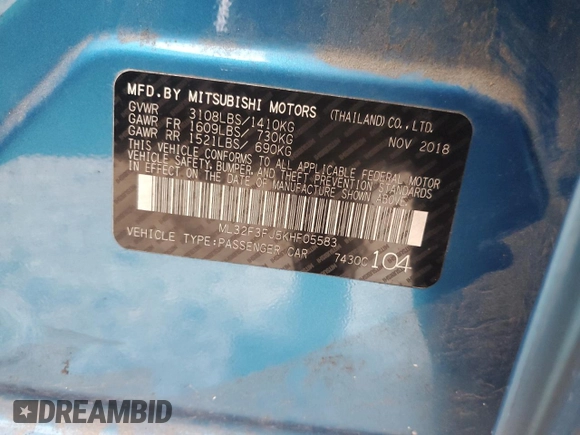 MFD.BY MITSUBISHI MOTORS (THAILAND) CO.,LTD.
GVWR 3108LBS/1410KG NOV 2018
GAWR FR 1609LBS/ 730KG
GAWR RR 1521LBS/ 690KG
THIS VEHICLE CONFORMS TO ALL APPLICABLE FEDERAL MOTOR
VEHICLE SAFETY, BUMPER, AND THEFT PREVENTION STANDARDS
IN EFFECT ON THE DATE OF MANUFACTURE SHOWN ABOVE.
ML32F3FJ5KHF05583
VEHICLE TYPE:PASSENGER CAR 7430C 104
DREAMBID